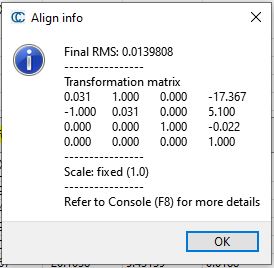 Align info
Final RMS: 0.0139808
----------------
Transformation matrix
0.031 1.000 0.000 -17.367
-1.000 0.031 0.000 5.100
0.000 0.000 1.000 -0.022
0.000 0.000 0.000 1.000
----------------
Scale: fixed (1.0)
----------------
Refer to Console (F8) for more details
OK